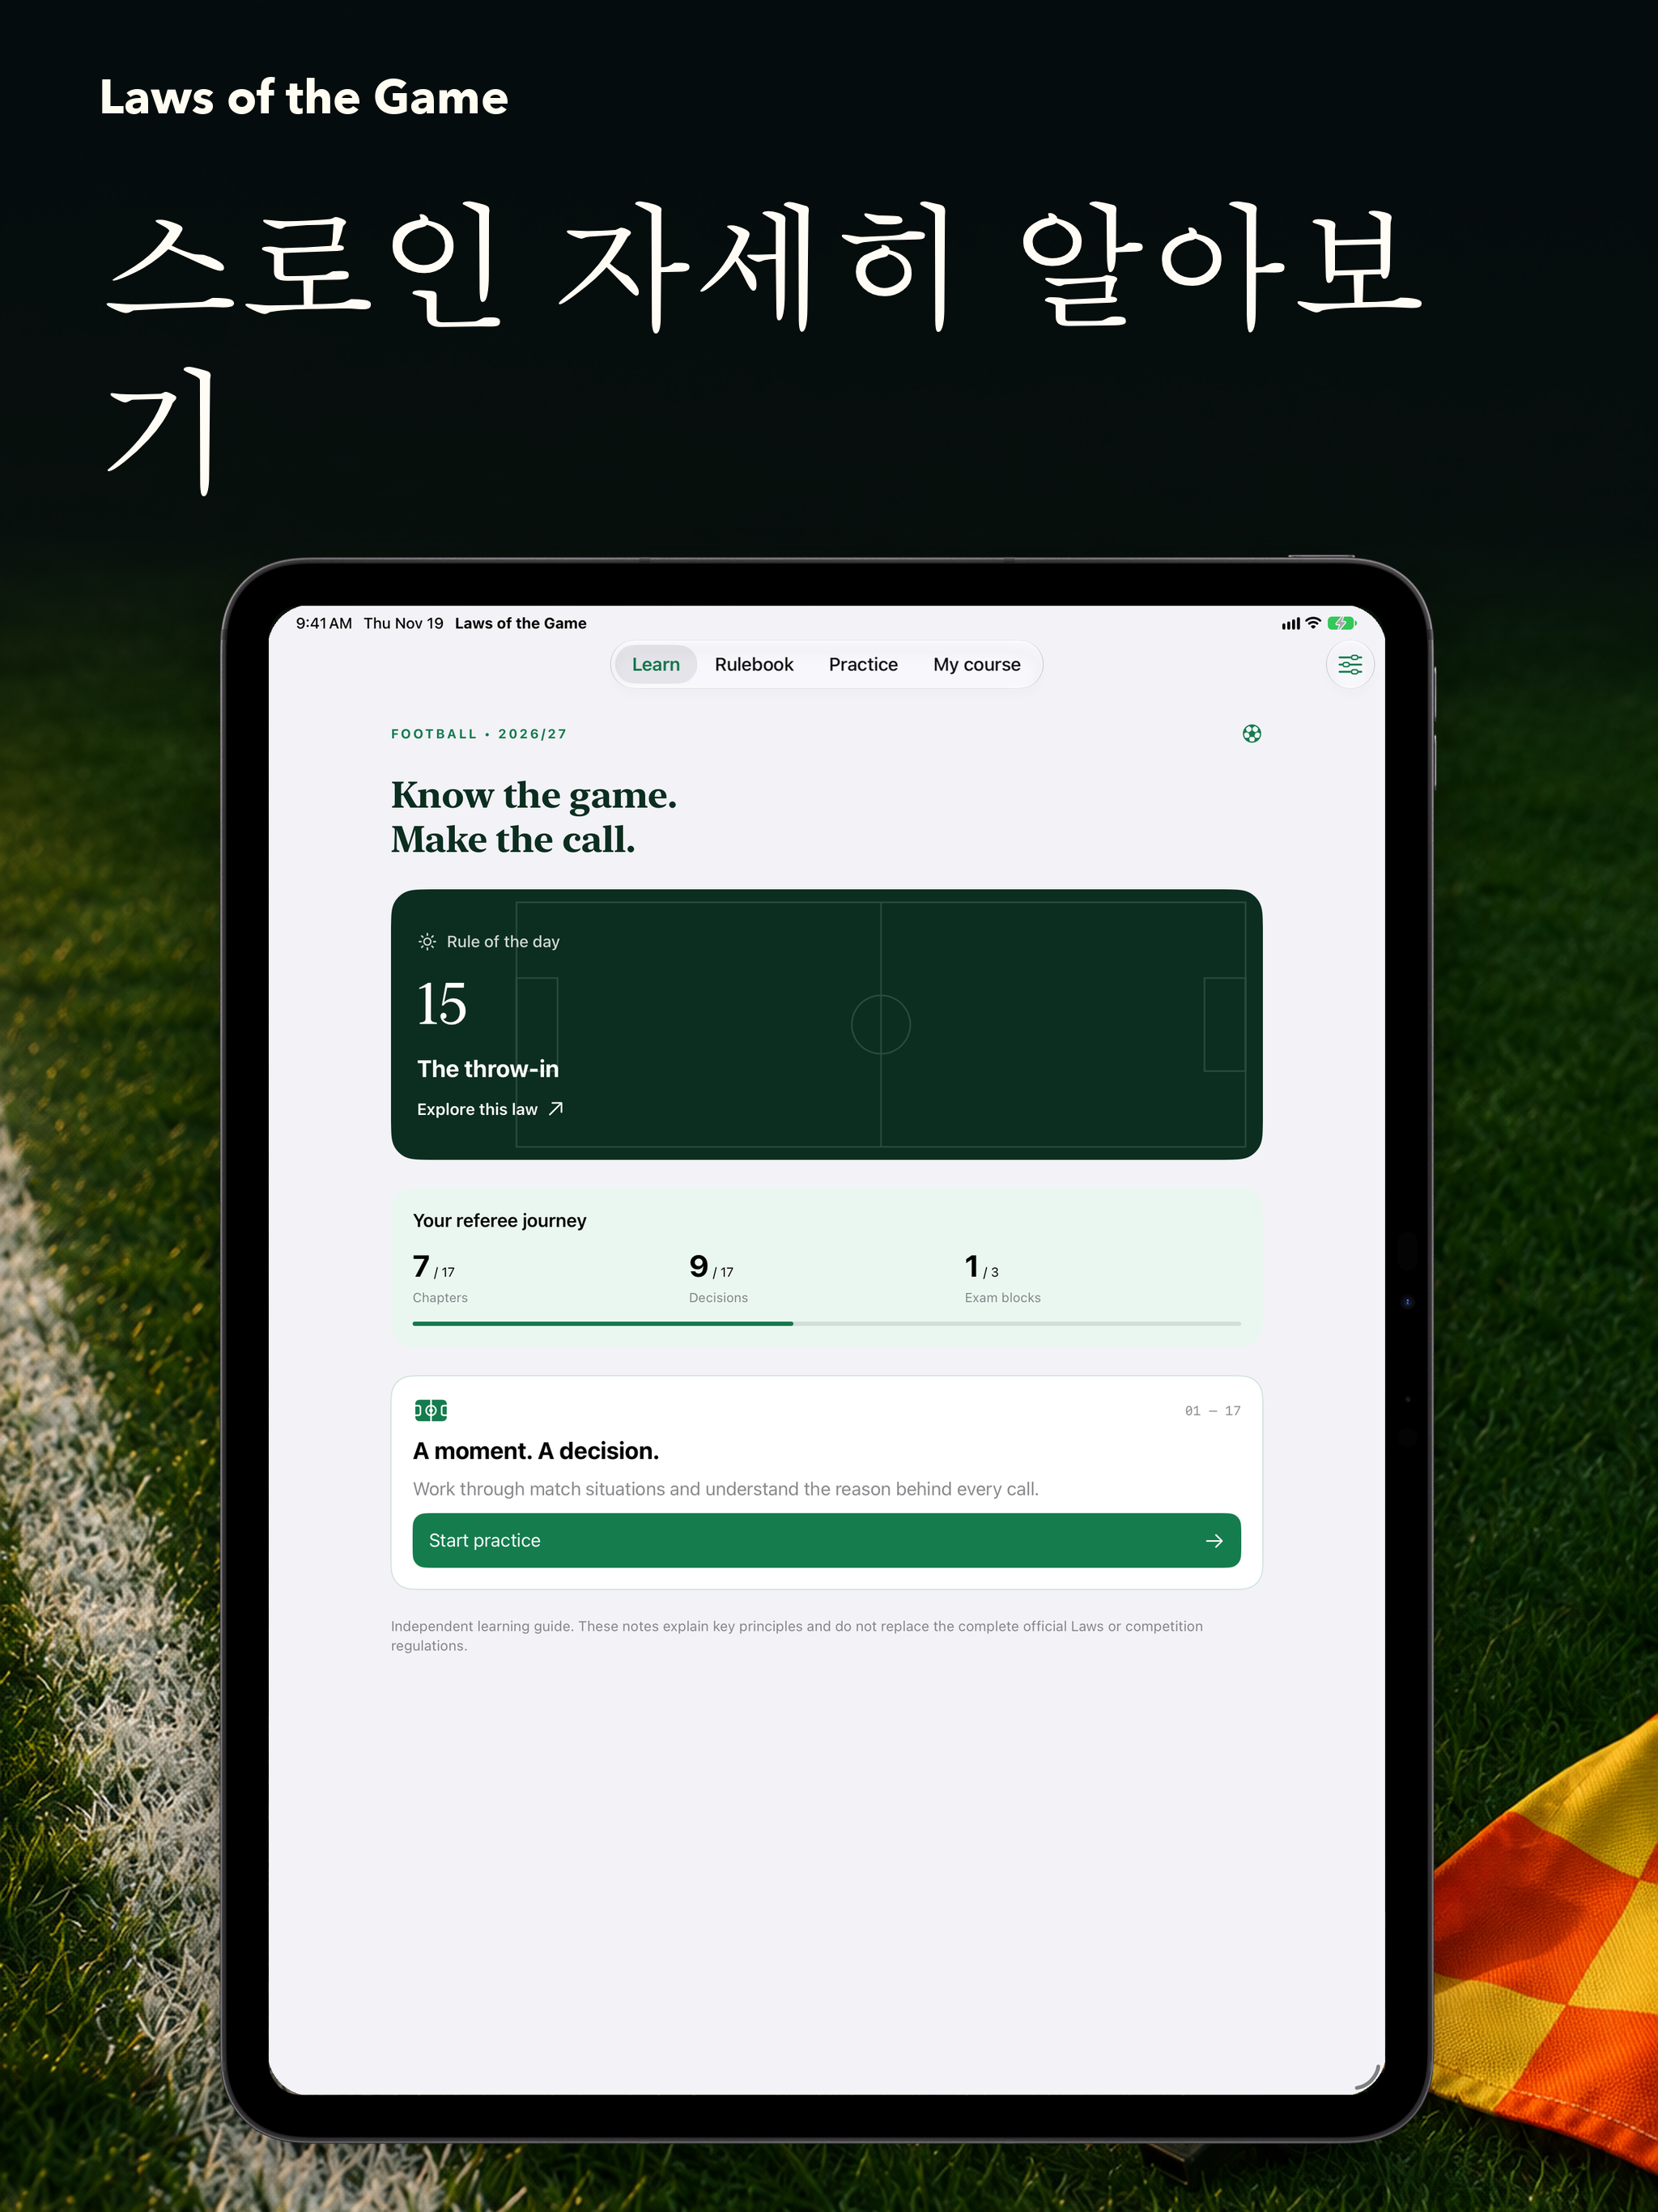 Laws of the Game
스로인 자세히 알아보
기
9:41 AM Thu Nov 19 Laws of the Game
Learn Rulebook Practice My course
FOOTBALL • 2026/27
Know the game.
Make the call.
Rule of the day
15
The throw-in
Explore this law
Your referee journey
7 / 17 9 / 17 1 / 3
Chapters Decisions Exam blocks
01 — 17
A moment. A decision.
Work through match situations and understand the reason behind every call.
Start practice
Independent learning guide. These notes explain key principles and do not replace the complete official Laws or competition
regulations.